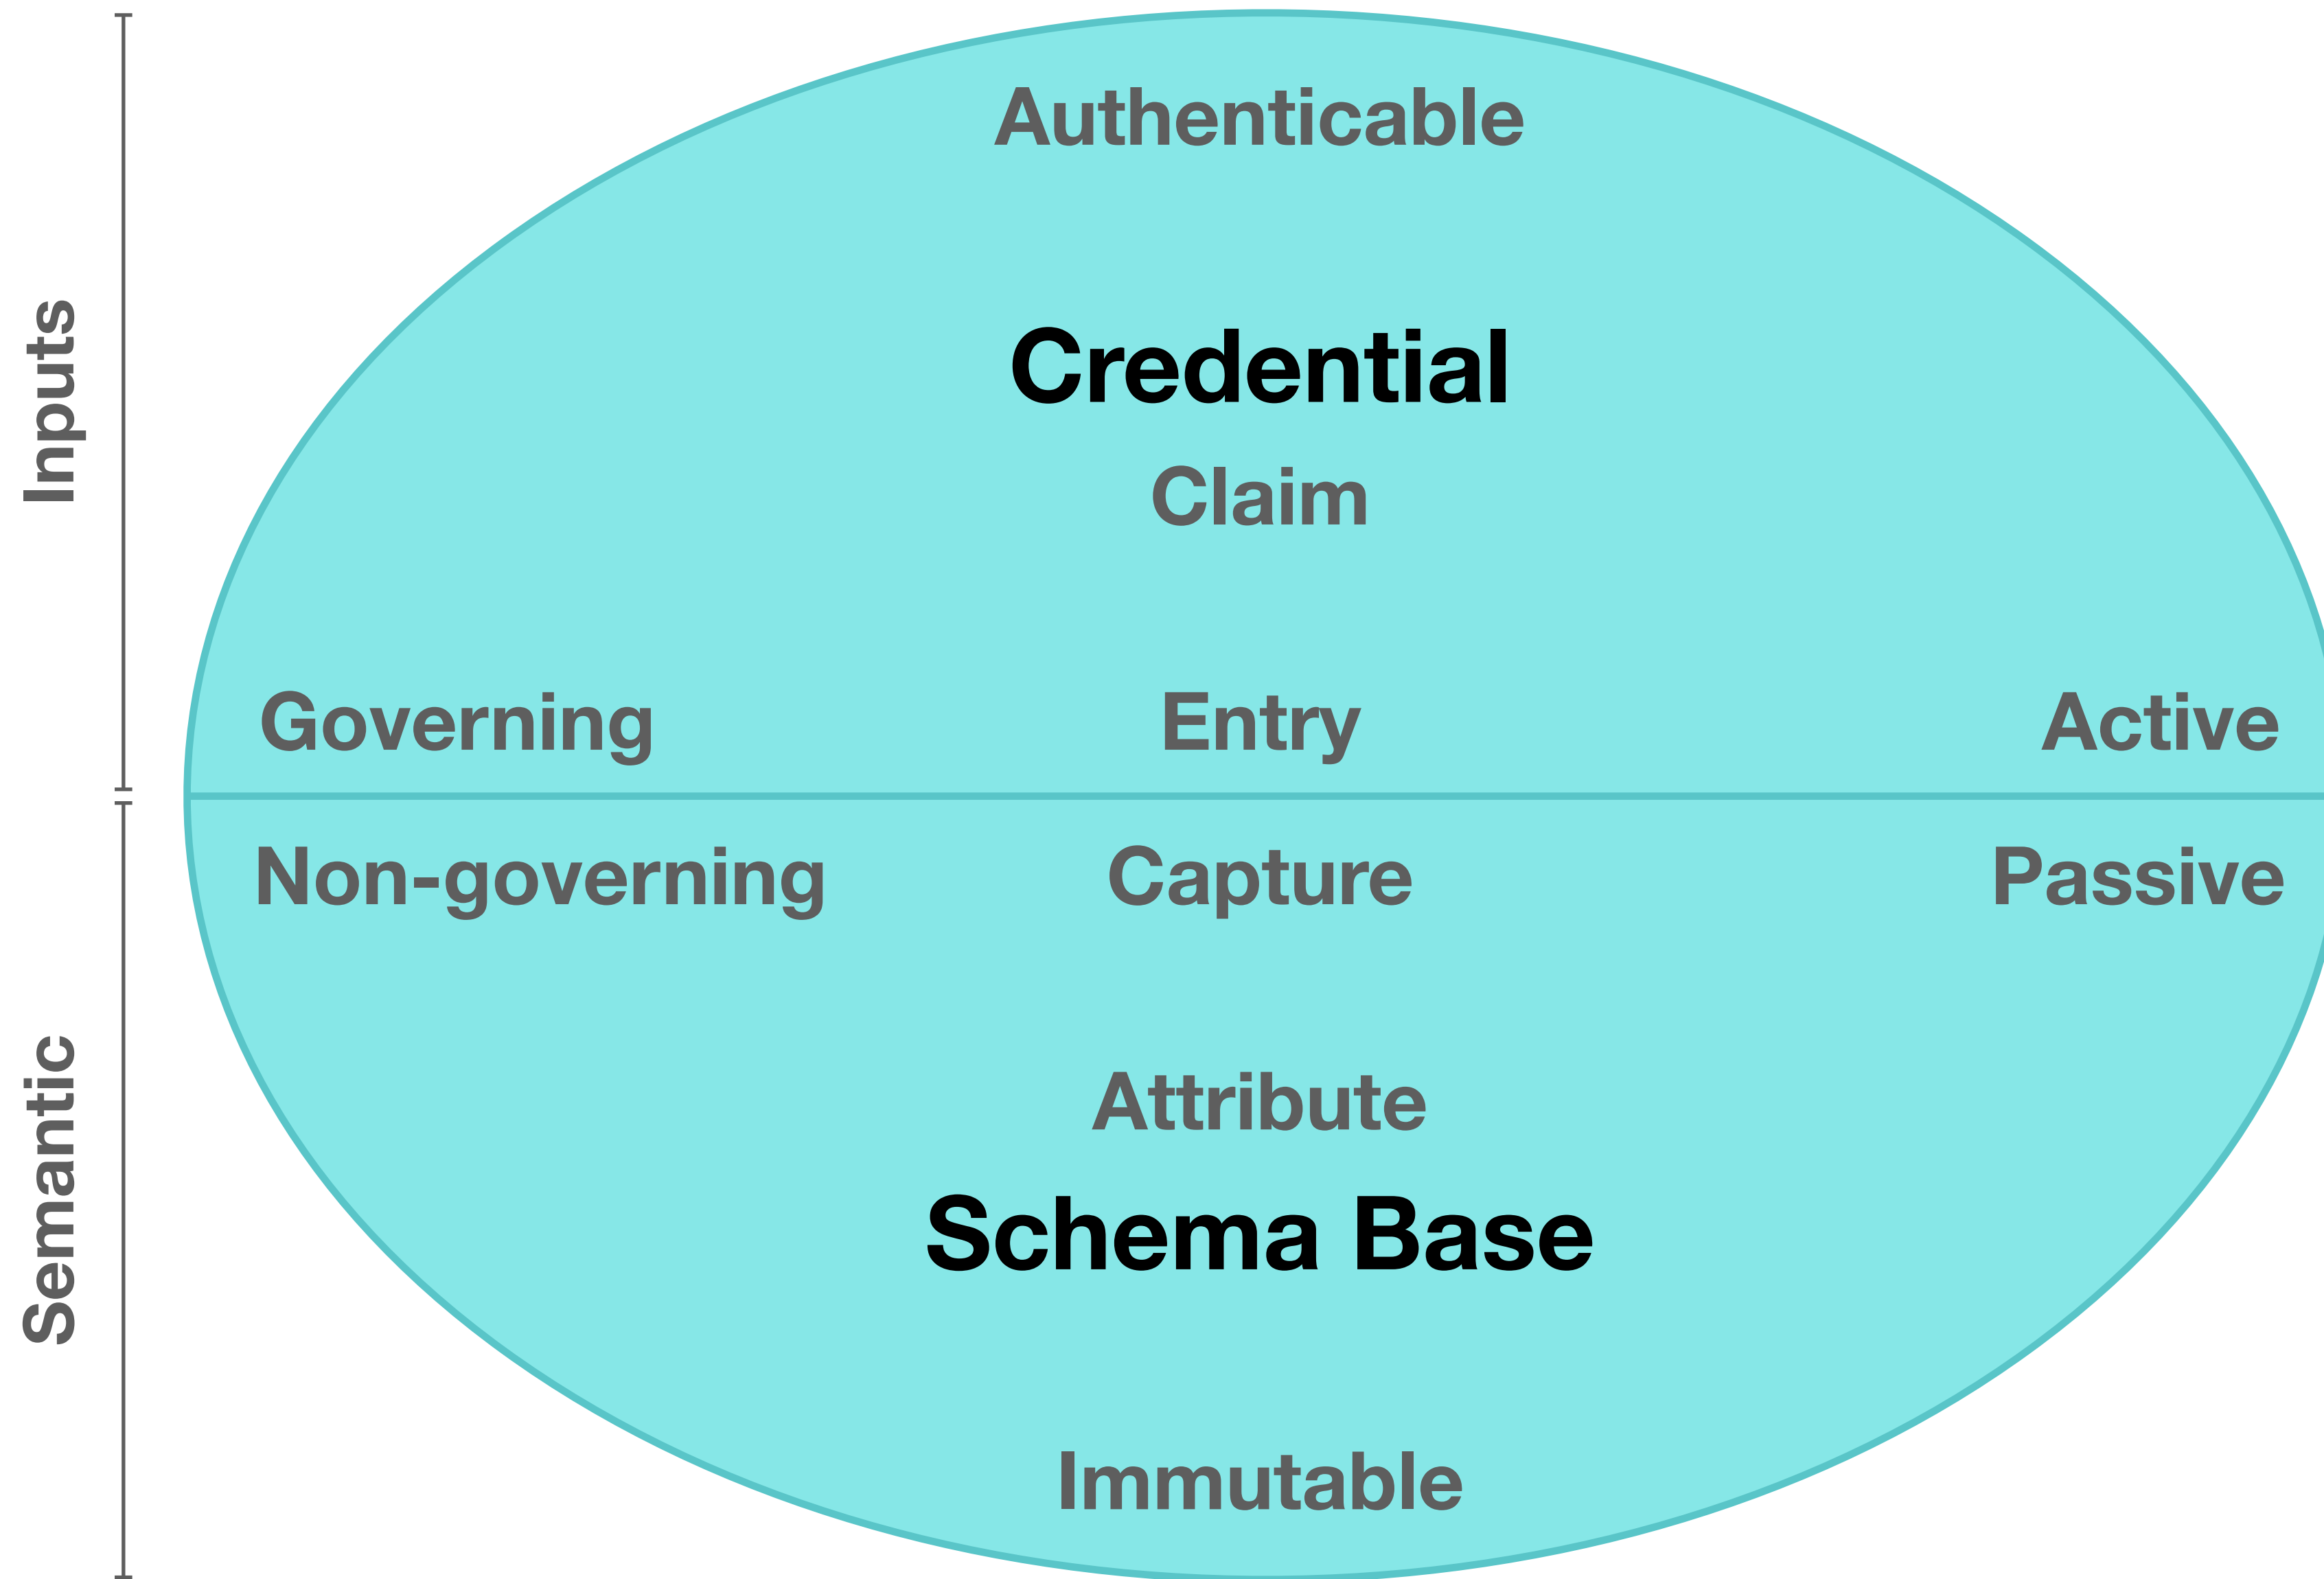 Inputs
Authenticable
Credential
Claim
Governing
Entry
Active
Semantic
Non-governing
Capture
Passive
Attribute
Schema Base
Immutable